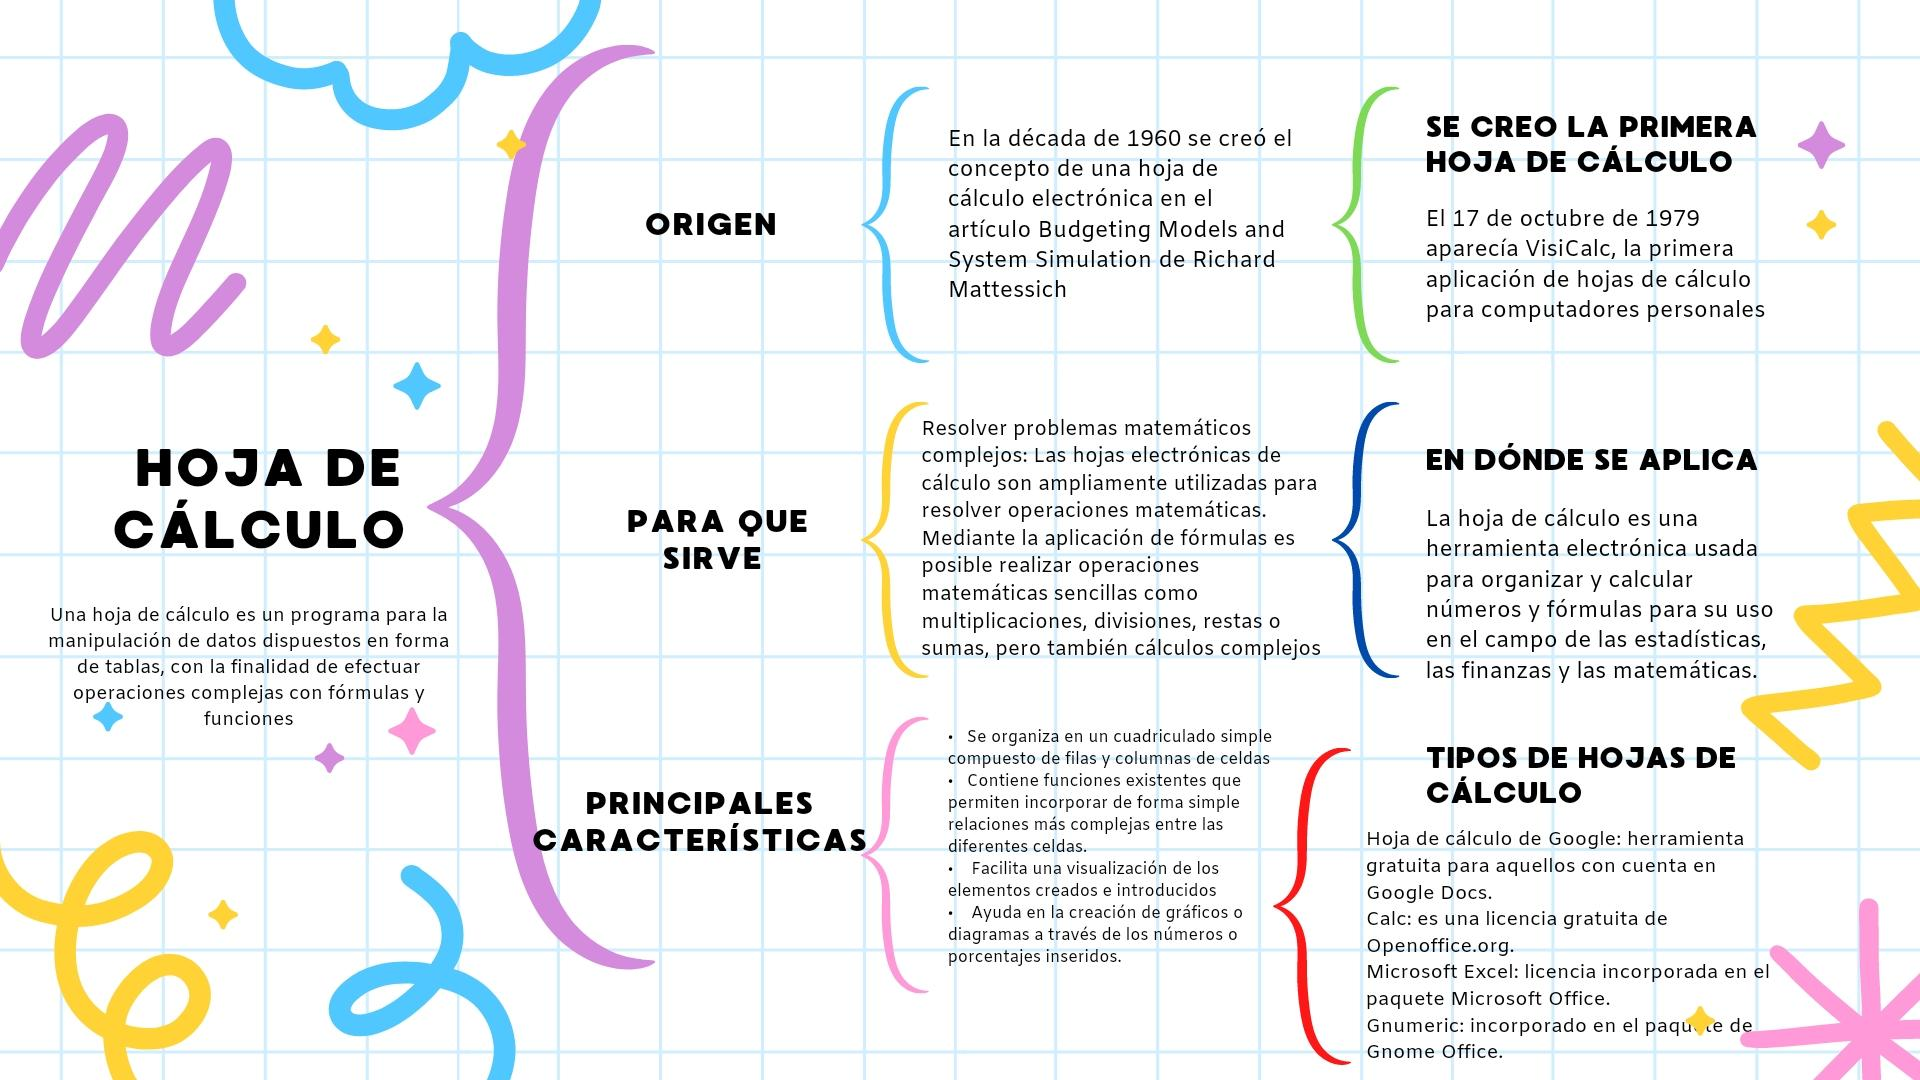 HOJA DE
CÁLCULO
Una hoja de cálculo es un programa para la
manipulación de datos dispuestos en forma
de tablas, con la finalidad de efectuar
operaciones complejas con fórmulas y
funciones
ORIGEN
En la década de 1960 se creó el
concepto de una hoja de
cálculo electrónica en el
artículo Budgeting Models and
System Simulation de Richard
Mattessich
SE CREO LA PRIMERA
HOJA DE CÁLCULO
El 17 de octubre de 1979
aparecía VisiCalc, la primera
aplicación de hojas de cálculo
para computadores personales
PARA QUE
SIRVE
Resolver problemas matemáticos
complejos: Las hojas electrónicas de
cálculo son ampliamente utilizadas para
resolver operaciones matemáticas.
Mediante la aplicación de fórmulas es
posible realizar operaciones
matemáticas sencillas como
multiplicaciones, divisiones, restas o
sumas, pero también cálculos complejos
EN DÓNDE SE APLICA
La hoja de cálculo es una
herramienta electrónica usada
para organizar y calcular
números y fórmulas para su uso
en el campo de las estadísticas,
las finanzas y las matemáticas.
PRINCIPALES
CARACTERÍSTICAS
• Se organiza en un cuadriculado simple
compuesto de filas y columnas de celdas
• Contiene funciones existentes que
permiten incorporar de forma simple
relaciones más complejas entre las
diferentes celdas.
• Facilita una visualización de los
elementos creados e introducidos
• Ayuda en la creación de gráficos o
diagramas a través de los números o
porcentajes inseridos.
TIPOS DE HOJAS DE
CÁLCULO
Hoja de cálculo de Google: herramienta
gratuita para aquellos con cuenta en
Google Docs.
Calc: es una licencia gratuita de
Openoffice.org.
Microsoft Excel: licencia incorporada en el
paquete Microsoft Office.
Gnumeric: incorporado en el paquete de
Gnome Office.